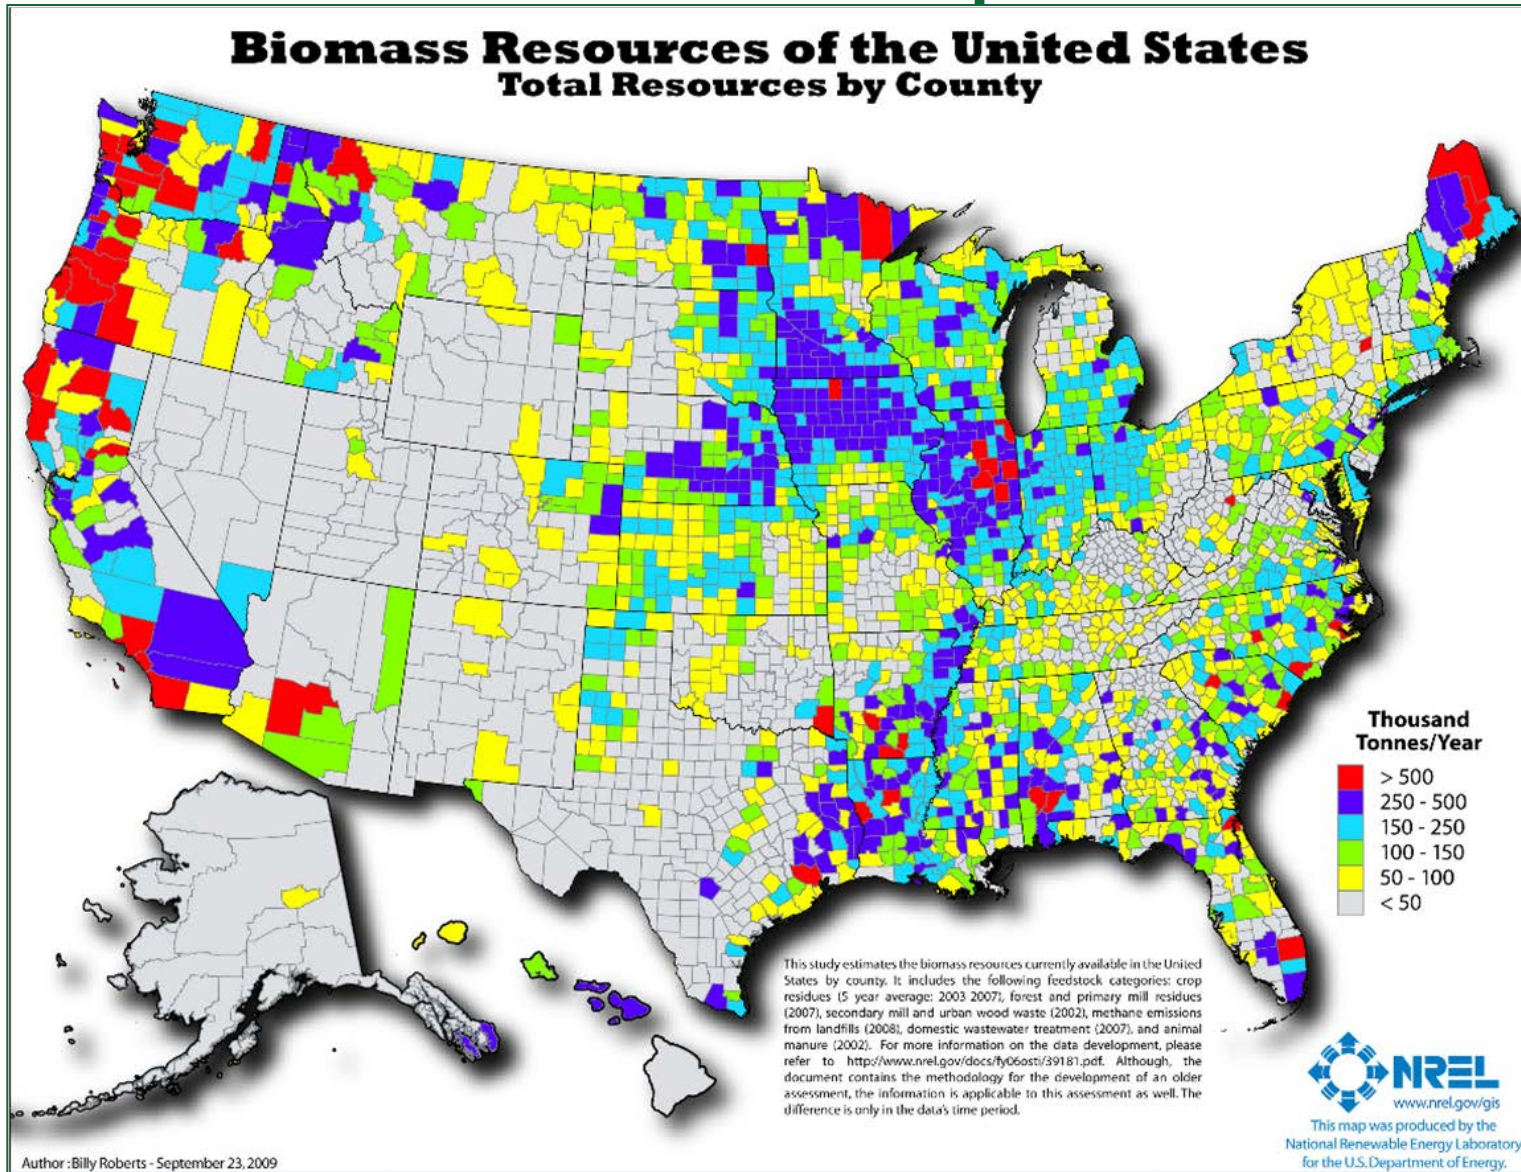 Biomass Resources of the United States
Total Resources by County
Thousand
Tonnes/Year
> 500
250 - 500
150 - 250
100 - 150
50 - 100
< 50
This study estimates the biomass resources currently available in the United
States by county. It includes the following feedstock categories: crop
residues (5 year average: 2003-2007), forest and primary mill residues
(2007), secondary mill and urban wood waste (2002), methane emissions
from landfills (2008), domestic wastewater treatment (2007), and animal
manure (2002). For more information on the data development, please
refer to http://www.nrel.gov/docs/fy06osti/39181.pdf. Although, the
document contains the methodology for the development of an older
assessment, the information is applicable to this assessment as well. The
difference is only in the data's time period.
NREL
www.nrel.gov/gis
This map was produced by the
National Renewable Energy Laboratory
for the U.S. Department of Energy.
Author : Billy Roberts - September 23, 2009